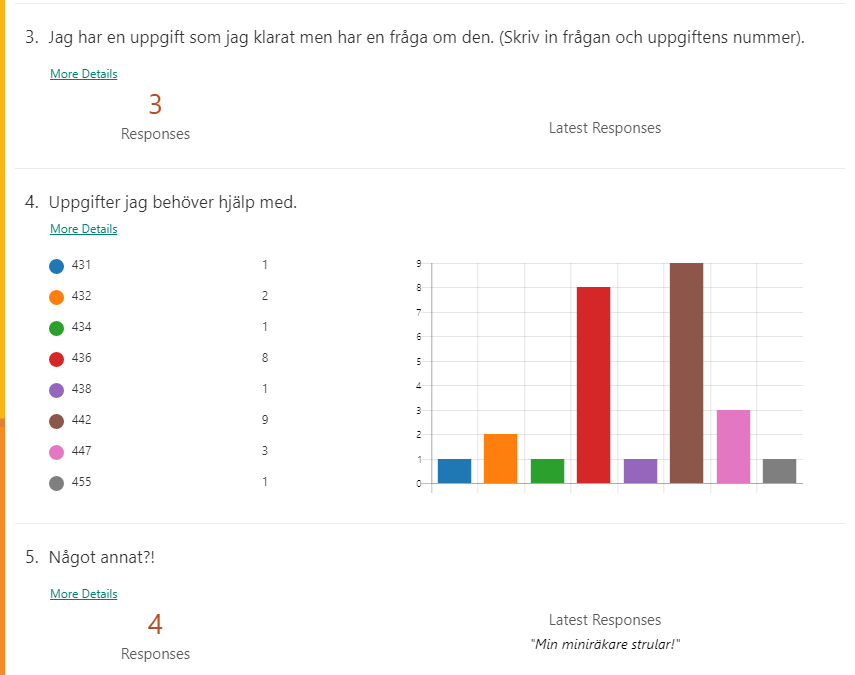 3. Jag har en uppgift som jag klarat men har en fråga om den. (Skriv in frågan och uppgiftens nummer).
More Details
3
Responses
Latest Responses
4. Uppgifter jag behöver hjälp med.
More Details
431 1
432 2
434 1
436 8
438 1
442 9
447 3
455 1
9
8
7
6
5
4
3
2
1
0
5. Något annat?!
More Details
4
Responses
Latest Responses
"Min miniräkare strular!"